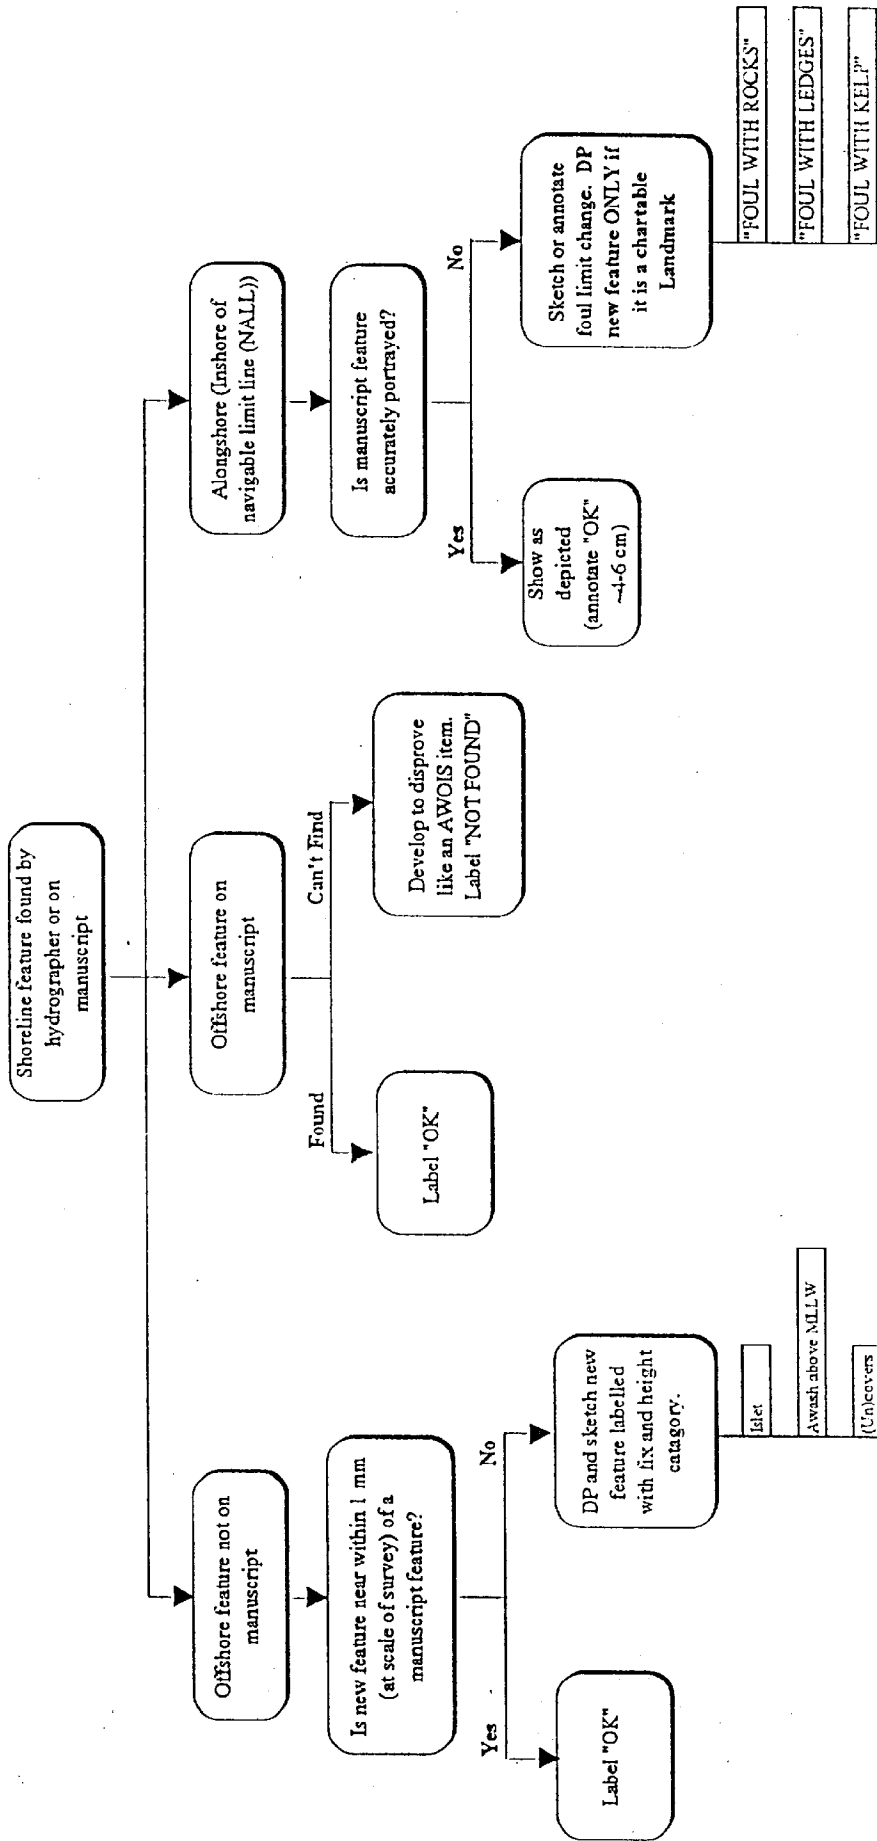 Shoreline feature found by
hydrographer or on
manuscript
Offshore feature not on
manuscript
Is new feature near within 1 mm
(at scale of survey) of a
manuscript feature?
Yes
No
Label "OK"
DP and sketch new
feature labelled
with fix and height
catagory.
Islet
Awash above MLLW
(Un)covers
Offshore feature on
manuscript
Found
Can't Find
Label "OK"
Develop to disprove
like an AWOIS item.
Label "NOT FOUND"
Alongshore (Inshore of
navigable limit line (NALL))
Is manuscript feature
accurately portrayed?
Yes
No
Show as
depicted
(annotate "OK"
~4-6 cm)
Sketch or annotate
foul limit change. DP
new feature ONLY if
it is a chartable
Landmark
"FOUL WITH ROCKS"
"FOUL WITH LEDGES"
"FOUL WITH KELP"